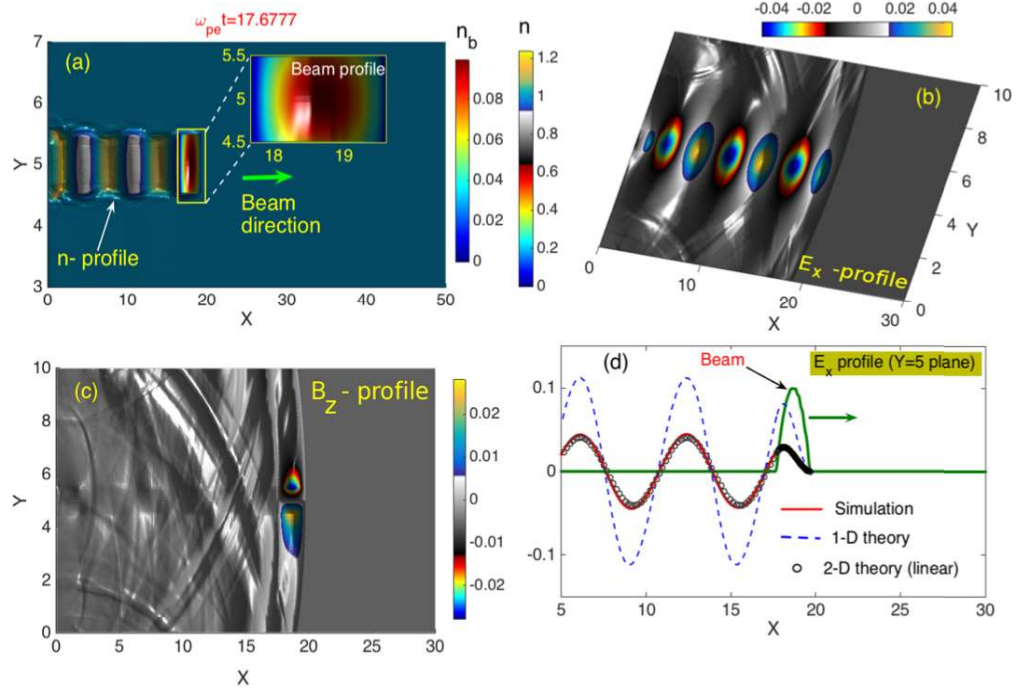 ω_pe t=17.6777
(a)
7
6
5
4
3
Y
0 10 20 30 40 50
X
5.5
5
4.5
18 19
Beam profile
Beam
direction
n- profile
n_b
0.08
0.06
0.04
0.02
0
n
1.2
1
0.8
0.6
0.4
0.2
0
-0.04 -0.02 0 0.02 0.04
(b)
10
8
6
4
2
0
Y
0 10 20 30
X
E_x -profile
(c)
B_z - profile
10
8
6
4
2
0
Y
0 5 10 15 20 25 30
X
0.02
0.01
0
-0.01
-0.02
(d)
Beam
E_x profile (Y=5 plane)
0.1
0
-0.1
5 10 15 20 25 30
X
Simulation
1-D theory
2-D theory (linear)